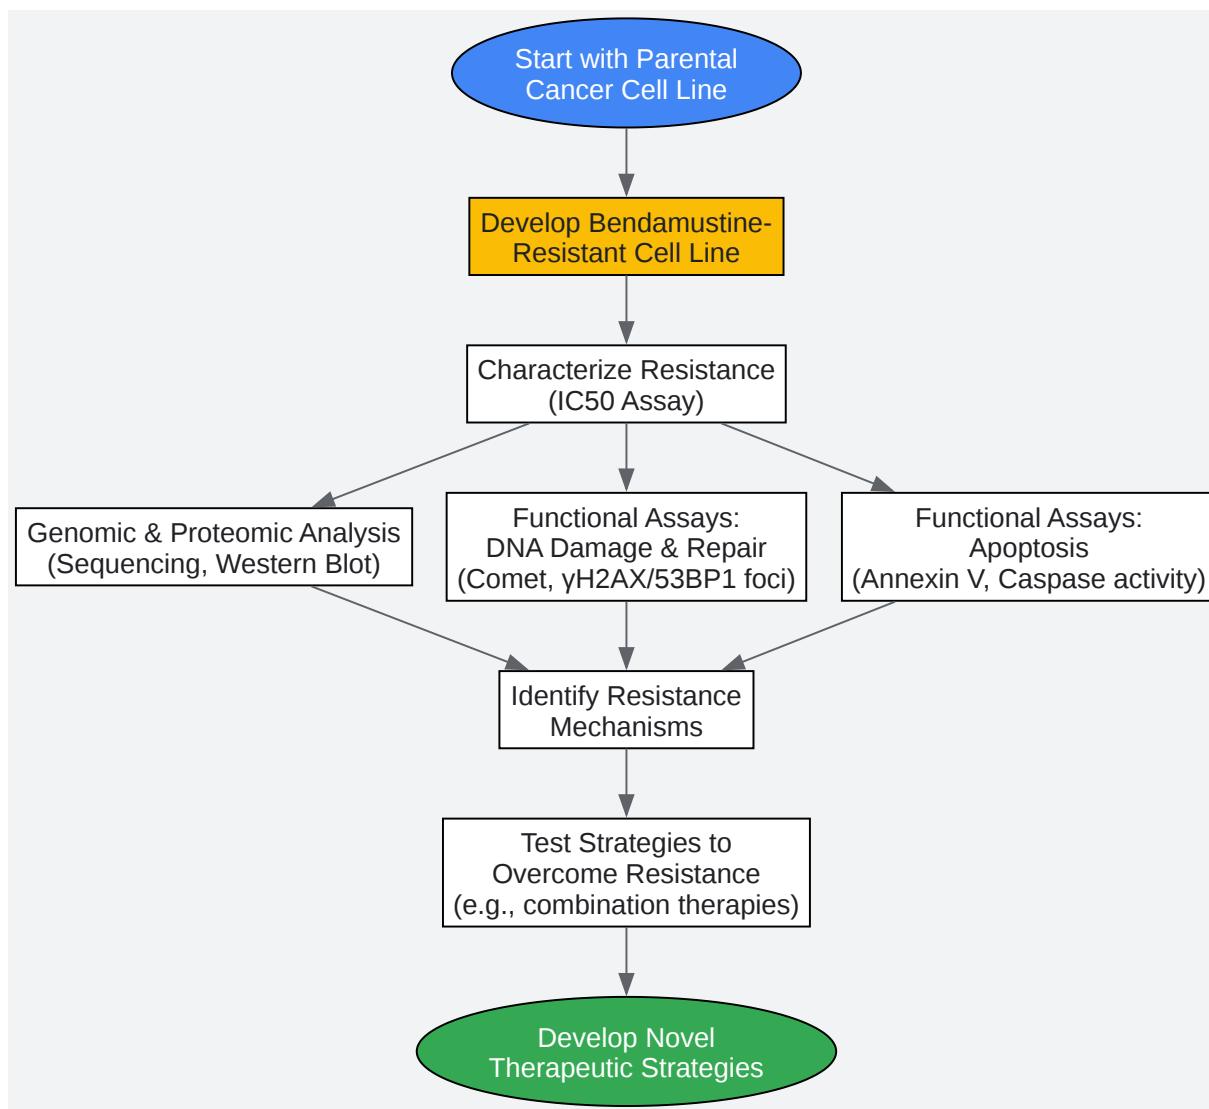 Start with Parental
Cancer Cell Line
Develop Bendamustine-
Resistant Cell Line
Characterize Resistance
(IC50 Assay)
Genomic & Proteomic Analysis
(Sequencing, Western Blot)
Functional Assays:
DNA Damage & Repair
(Comet, γH2AX/53BP1 foci)
Functional Assays:
Apoptosis
(Annexin V, Caspase activity)
Identify Resistance
Mechanisms
Test Strategies to
Overcome Resistance
(e.g., combination therapies)
Develop Novel
Therapeutic Strategies